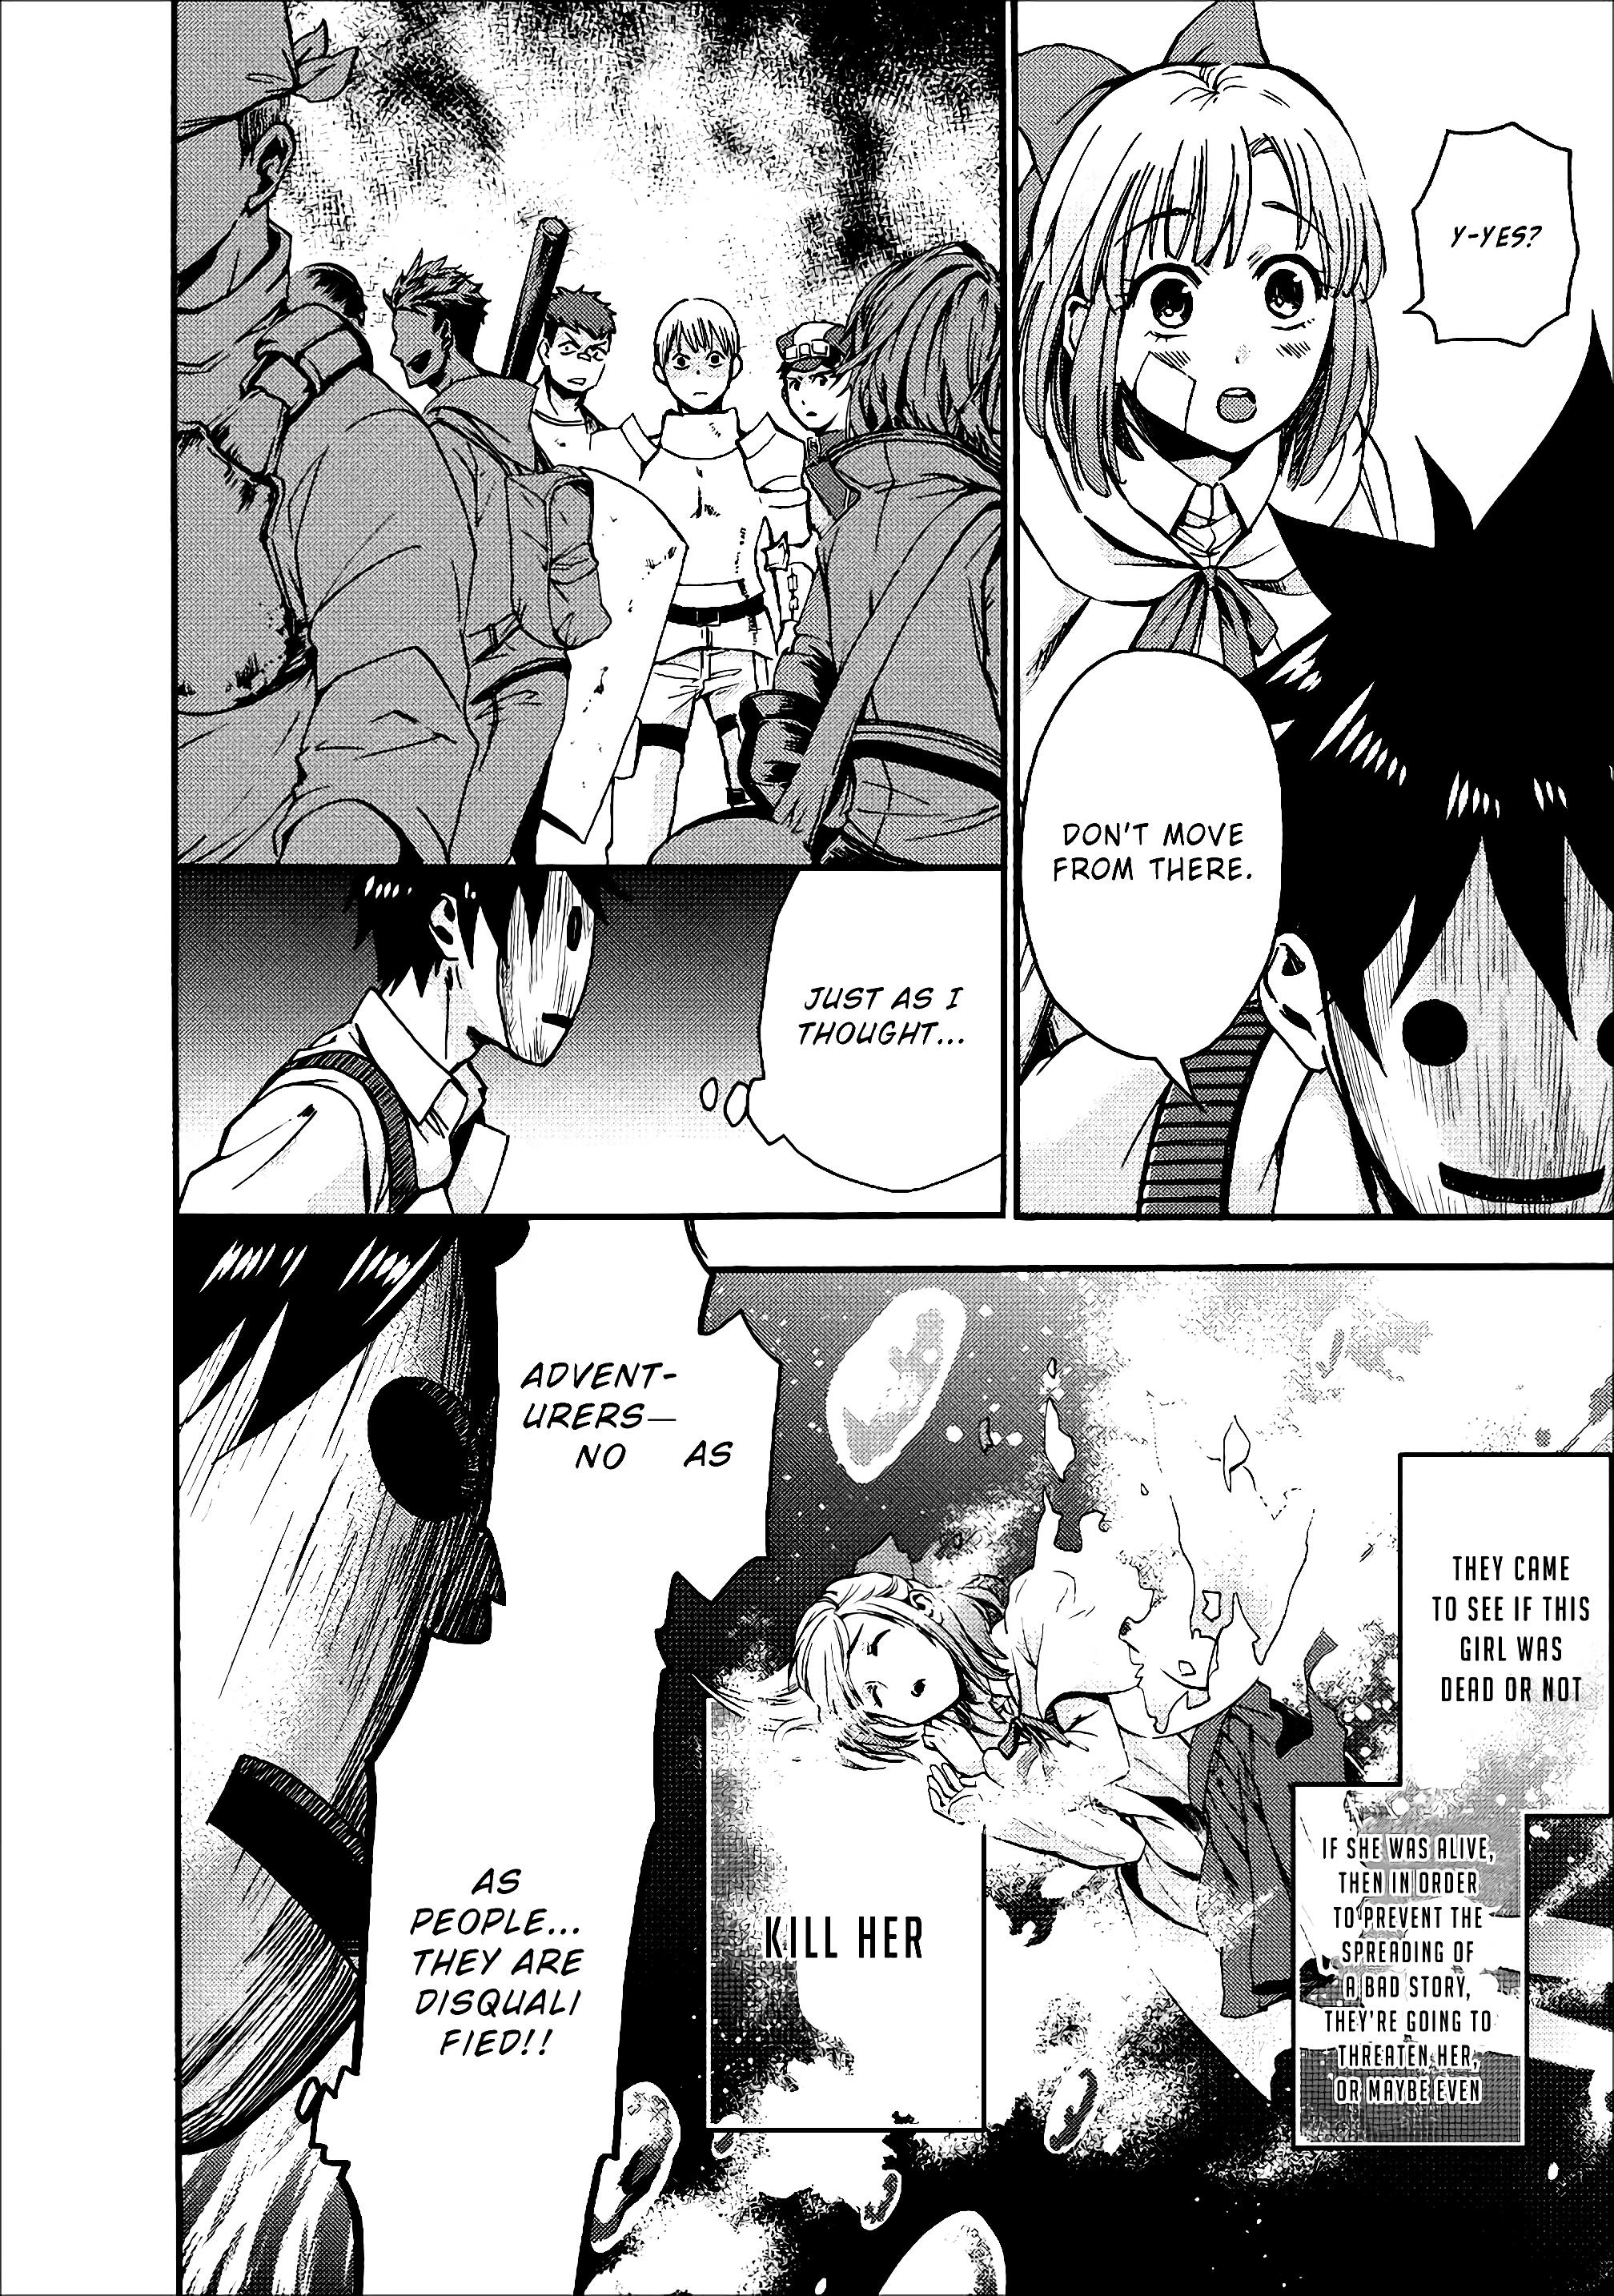 Y-YES?
DON'T MOVE
FROM THERE.
JUST AS I
THOUGHT...
THEY CAME
TO SEE IF THIS
GIRL WAS
DEAD OR NOT
IF SHE WAS ALIVE,
THEN IN ORDER
TO PREVENT THE
SPREADING OF
A BAD STORY,
THEY'RE GOING TO
THREATEN HER,
OR MAYBE EVEN
KILL HER
AS
ADVENT-
URERS—
NO
AS
PEOPLE...
THEY ARE
DISQUALI
FIED!!